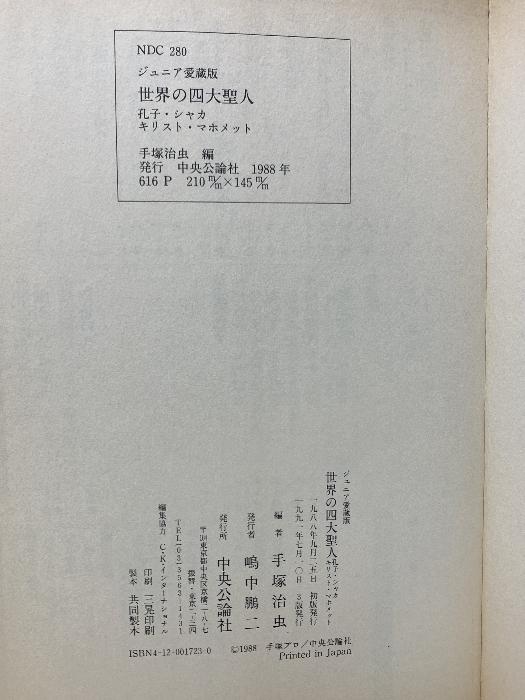 NDC 280
ジュニア愛蔵版
世界の四大聖人
孔子・シャカ
キリスト・マホメット
手塚治虫 編
発行 中央公論社 1988年
616 P 210 m/m×145 m/m
ジュニア愛蔵版
世界の四大聖人 孔子・シャカ キリスト・マホメット
一九八八年九月二五日 初版発行
一九九一年七月一〇日 3版発行
編者 手塚治虫
発行者 嶋中鵬二
発行所 中央公論社
〒104東京都中央区京橋二-八-七
振替・東京二-三四
TEL(03)3563-1431
編集協力 C・Kインターナショナル
印刷 三晃印刷
製本 共同製本
©1988 手塚プロ/中央公論社
Printed in Japan
ISBN4-12-001723-0